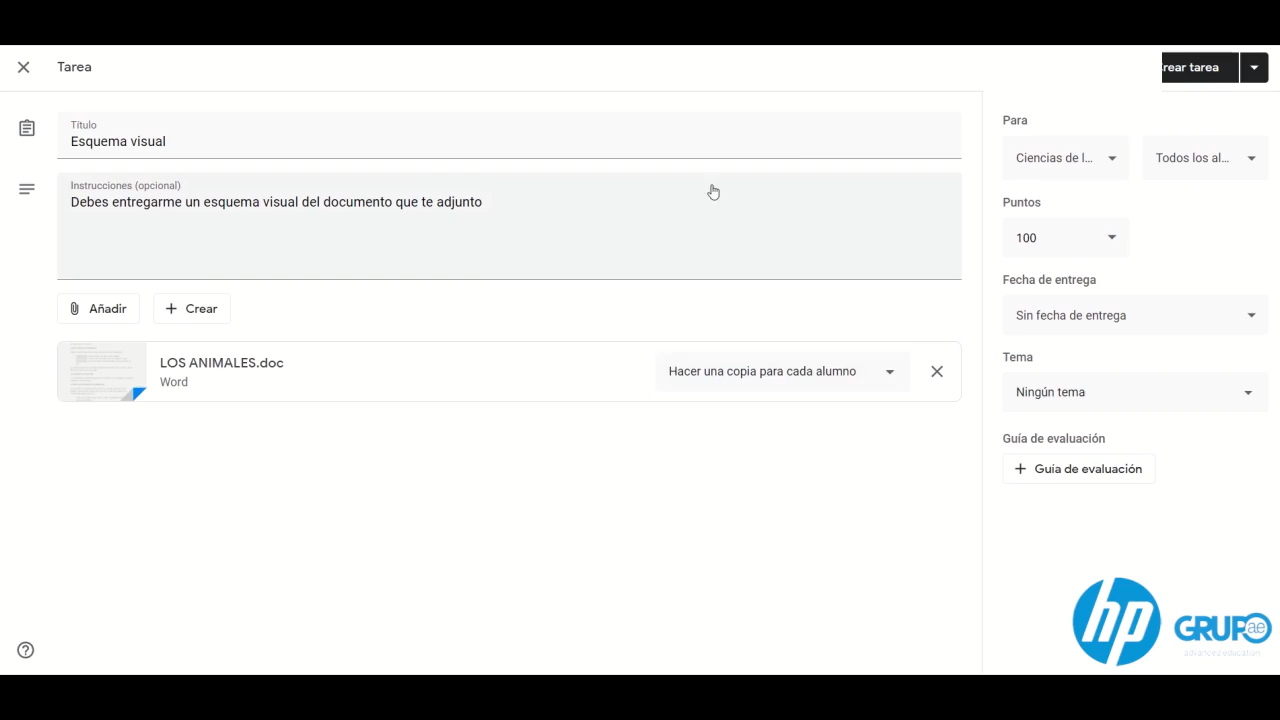 Tarea
rear tarea
Título
Esquema visual
Instrucciones (opcional)
Debes entregarme un esquema visual del documento que te adjunto
Añadir
Crear
LOS ANIMALES.doc
Word
Hacer una copia para cada alumno
Para
Ciencias de l...
Todos los al...
Puntos
100
Fecha de entrega
Sin fecha de entrega
Tema
Ningún tema
Guía de evaluación
Guía de evaluación
hp
GRUPO ae
advanced education